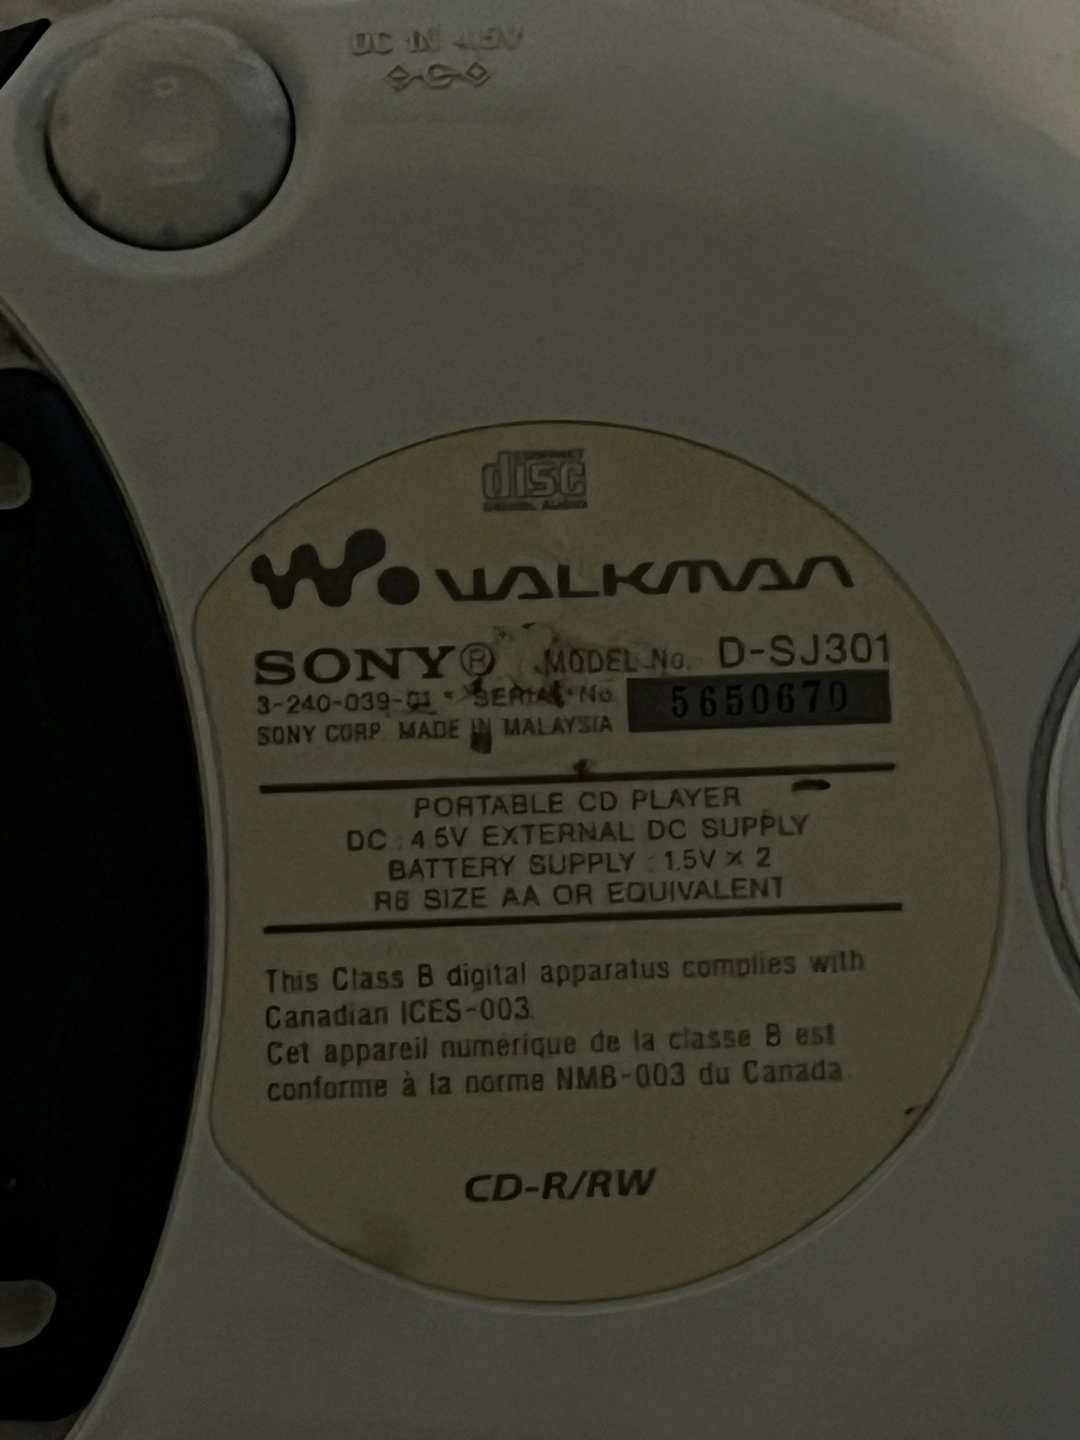 DC IN 4.5V
COMPACT
disc
DIGITAL AUDIO
WALKMAN
SONY® MODEL No. D-SJ301
3-240-039-01 SERIAL No. 5650670
SONY CORP. MADE IN MALAYSIA
PORTABLE CD PLAYER
DC : 4.5V EXTERNAL DC SUPPLY
BATTERY SUPPLY : 1.5V × 2
R6 SIZE AA OR EQUIVALENT
This Class B digital apparatus complies with
Canadian ICES-003.
Cet appareil numérique de la classe B est
conforme à la norme NMB-003 du Canada.
CD-R/RW